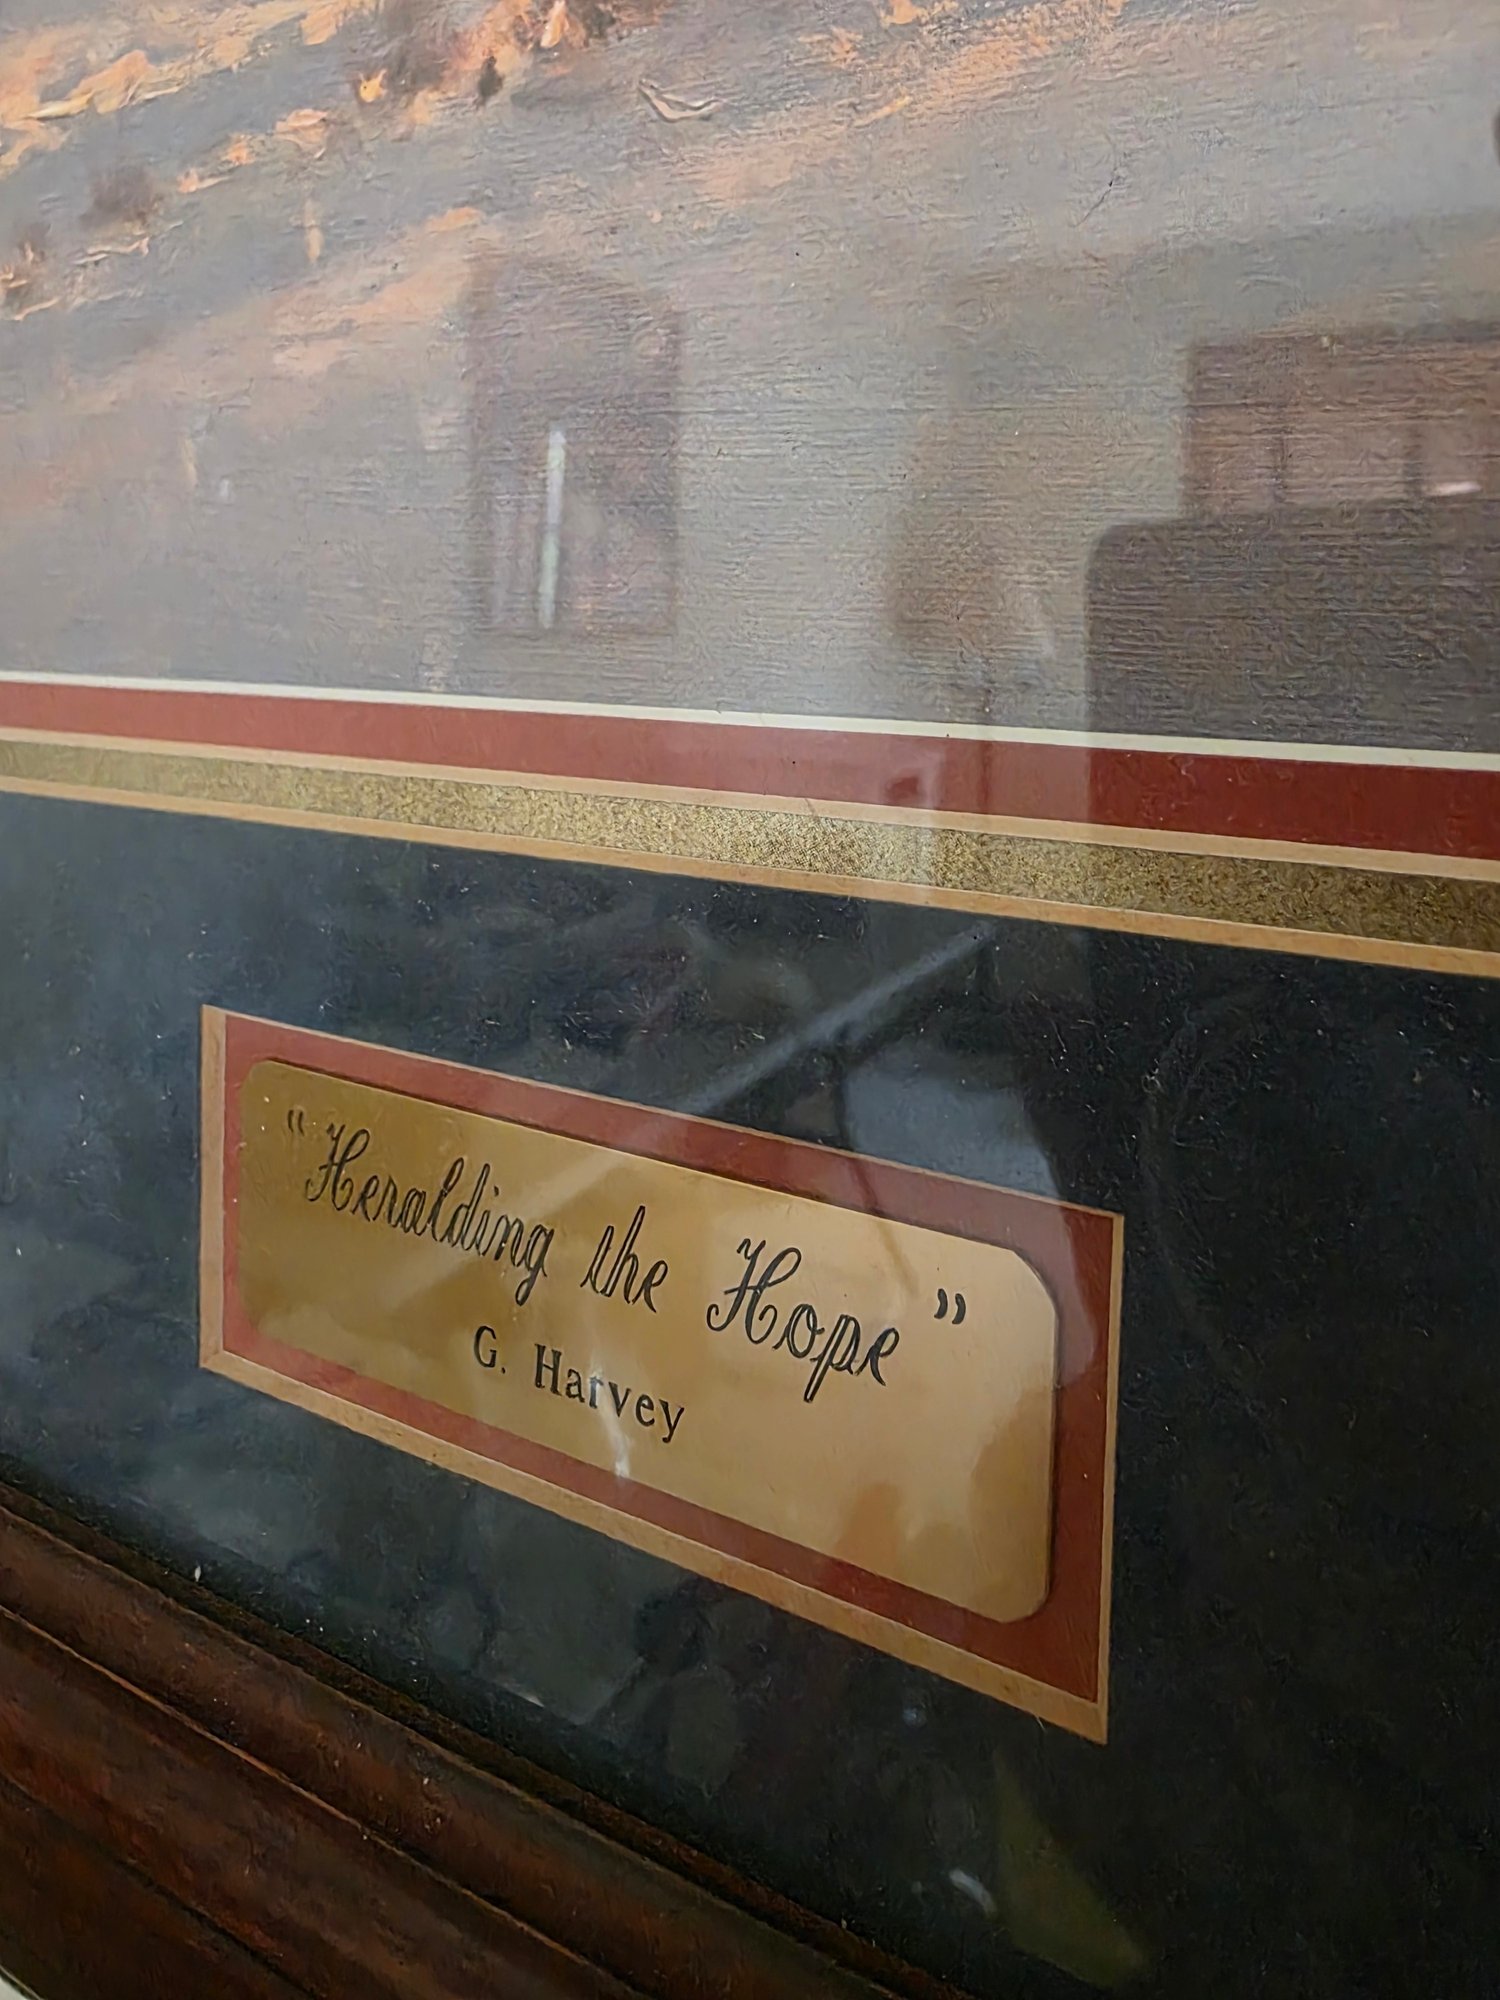 "Heralding the Hope"
G. Harvey